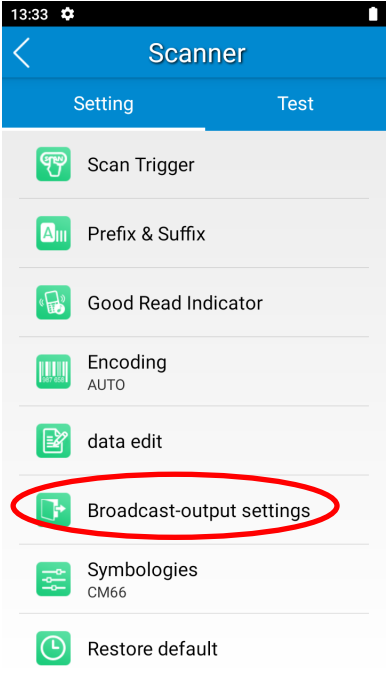 13:33
Scanner
Setting
Test
SCAN
Scan Trigger
A
Prefix & Suffix
Good Read Indicator
Encoding
AUTO
data edit
Broadcast-output settings
Symbologies
CM66
Restore default